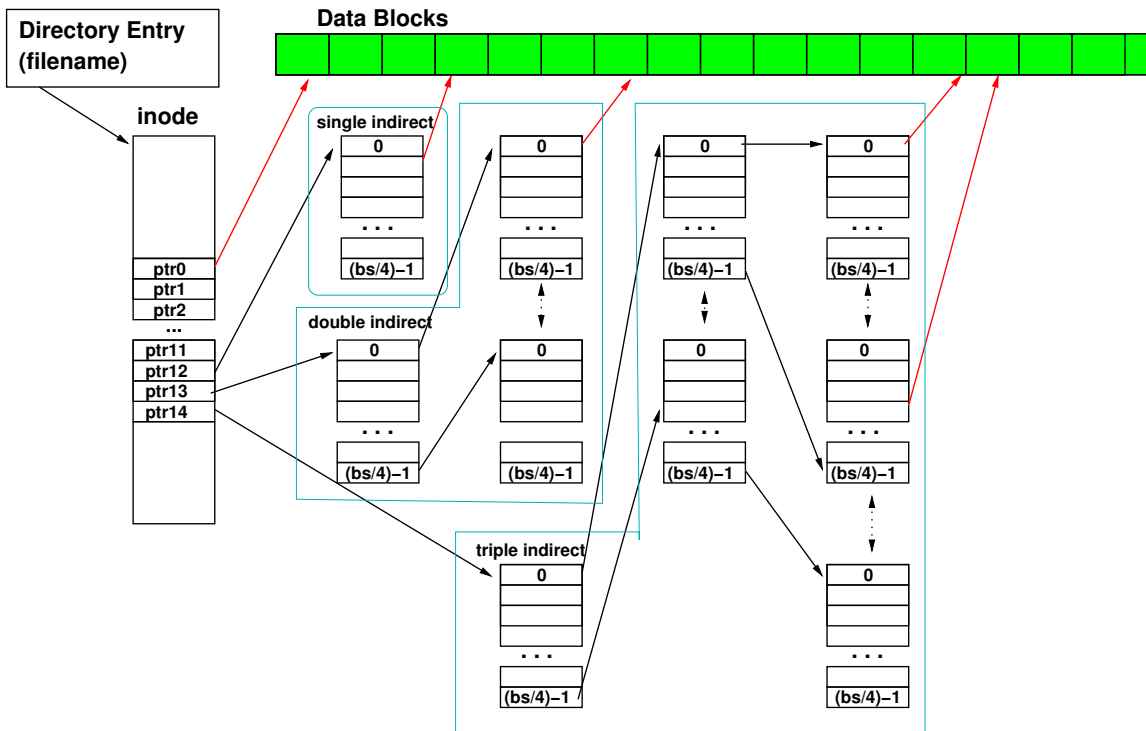 Directory Entry
(filename)
Data Blocks
inode
ptr0
ptr1
ptr2
...
ptr11
ptr12
ptr13
ptr14
single indirect
0
...
(bs/4)−1
0
...
(bs/4)−1
double indirect
0
...
(bs/4)−1
0
(bs/4)−1
0
...
(bs/4)−1
0
...
(bs/4)−1
0
...
(bs/4)−1
0
...
(bs/4)−1
triple indirect
0
...
(bs/4)−1
0
...
(bs/4)−1